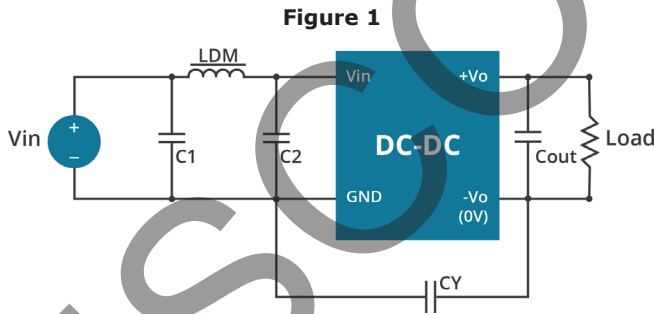 Figure 1
LDM
Vin
+Vo
Vin
+
−
C1
C2
DC-DC
Cout
Load
GND
-Vo
(0V)
CY